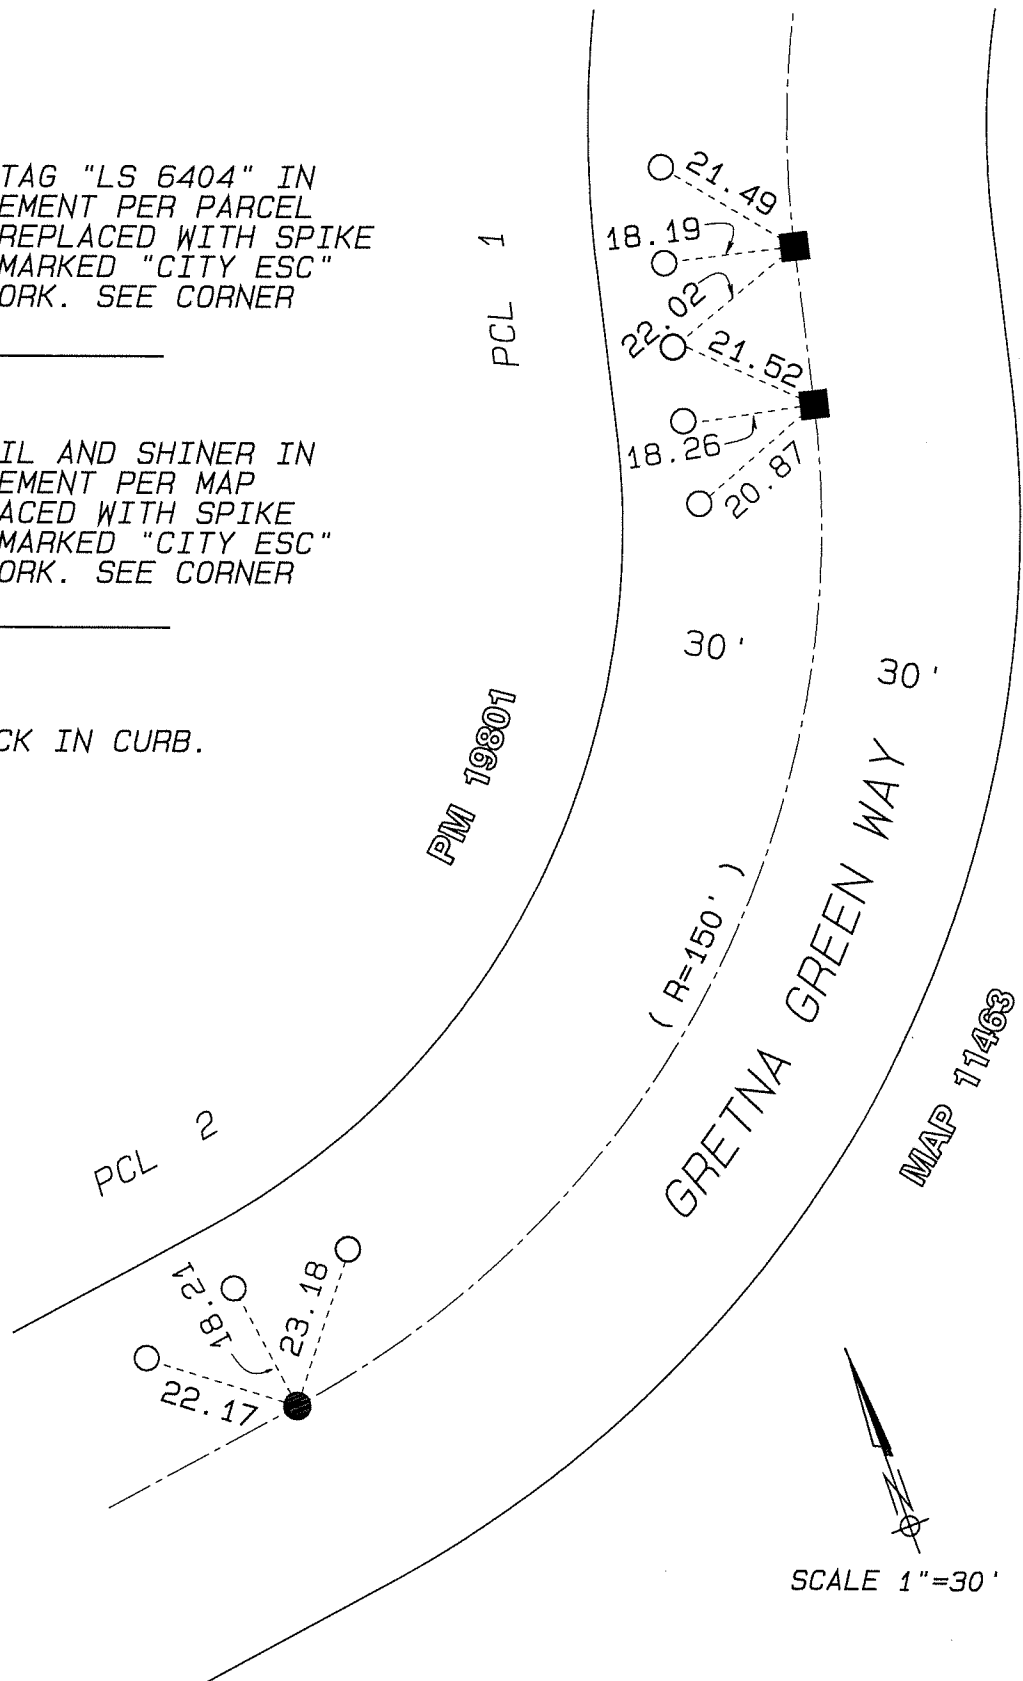 TAG "LS 6404" IN
EMENT PER PARCEL
REPLACED WITH SPIKE
MARKED "CITY ESC"
ORK. SEE CORNER
IL AND SHINER IN
EMENT PER MAP
ACED WITH SPIKE
MARKED "CITY ESC"
ORK. SEE CORNER
CK IN CURB.
PCL 1
21.49
18.19
22.02
21.52
18.26
20.87
30'
30'
PM 19801
(R=150')
GRETNA GREEN WAY
MAP 11463
PCL 2
18.21
23.18
22.17
N
SCALE 1"=30'